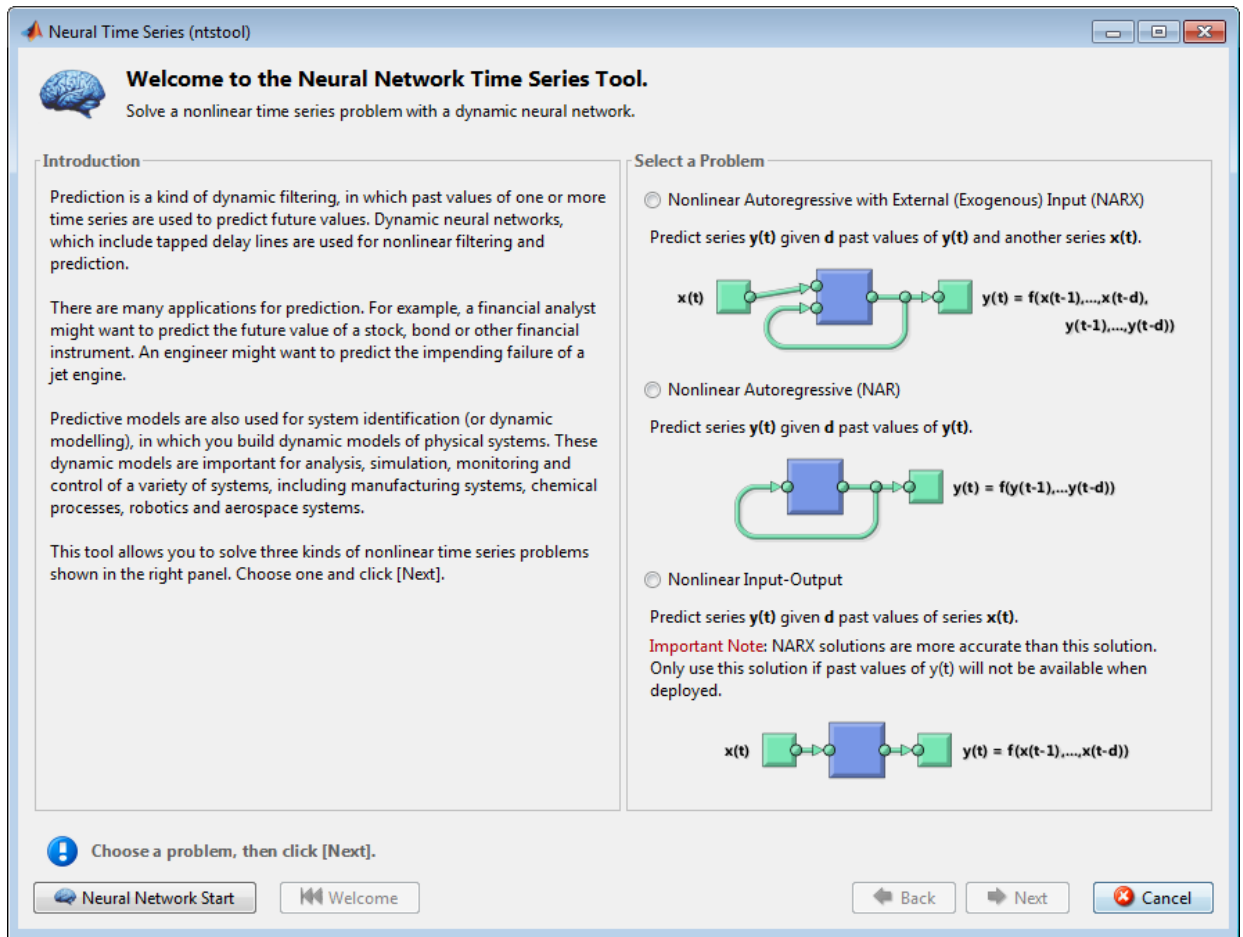 Neural Time Series (ntstool)
Welcome to the Neural Network Time Series Tool.
Solve a nonlinear time series problem with a dynamic neural network.
Introduction
Prediction is a kind of dynamic filtering, in which past values of one or more
time series are used to predict future values. Dynamic neural networks,
which include tapped delay lines are used for nonlinear filtering and
prediction.
There are many applications for prediction. For example, a financial analyst
might want to predict the future value of a stock, bond or other financial
instrument. An engineer might want to predict the impending failure of a
jet engine.
Predictive models are also used for system identification (or dynamic
modelling), in which you build dynamic models of physical systems. These
dynamic models are important for analysis, simulation, monitoring and
control of a variety of systems, including manufacturing systems, chemical
processes, robotics and aerospace systems.
This tool allows you to solve three kinds of nonlinear time series problems
shown in the right panel. Choose one and click [Next].
Select a Problem
Nonlinear Autoregressive with External (Exogenous) Input (NARX)
Predict series y(t) given d past values of y(t) and another series x(t).
x(t)
y(t) = f(x(t-1),...,x(t-d),
y(t-1),...,y(t-d))
Nonlinear Autoregressive (NAR)
Predict series y(t) given d past values of y(t).
y(t) = f(y(t-1),...y(t-d))
Nonlinear Input-Output
Predict series y(t) given d past values of series x(t).
Important Note: NARX solutions are more accurate than this solution.
Only use this solution if past values of y(t) will not be available when
deployed.
x(t)
y(t) = f(x(t-1),...,x(t-d))
Choose a problem, then click [Next].
Neural Network Start
Welcome
Back
Next
Cancel